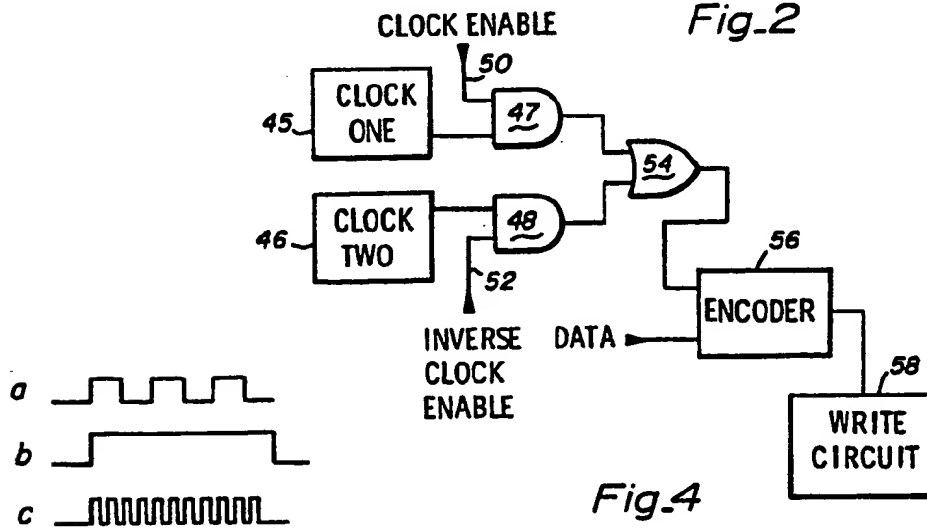 Fig_2
CLOCK ENABLE
50
CLOCK
ONE
45
47
54
CLOCK
TWO
46
48
52
56
ENCODER
INVERSE
CLOCK
ENABLE
DATA
58
WRITE
CIRCUIT
a
b
c
Fig_4